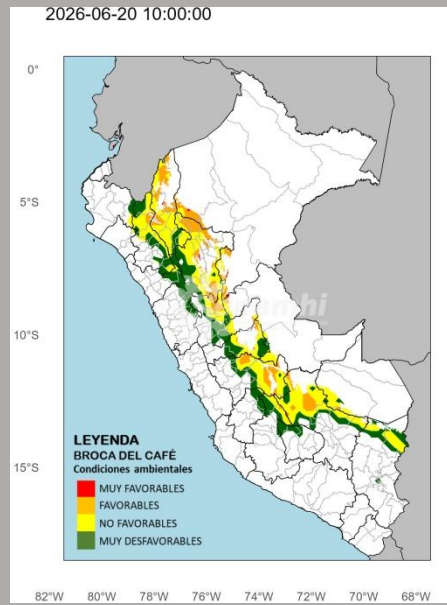 2026-06-20 10:00:00
0°
5°S
10°S
15°S
senamhi
LEYENDA
BROCA DEL CAFÉ
Condiciones ambientales
MUY FAVORABLES
FAVORABLES
NO FAVORABLES
MUY DESFAVORABLES
82°W 80°W 78°W 76°W 74°W 72°W 70°W 68°W